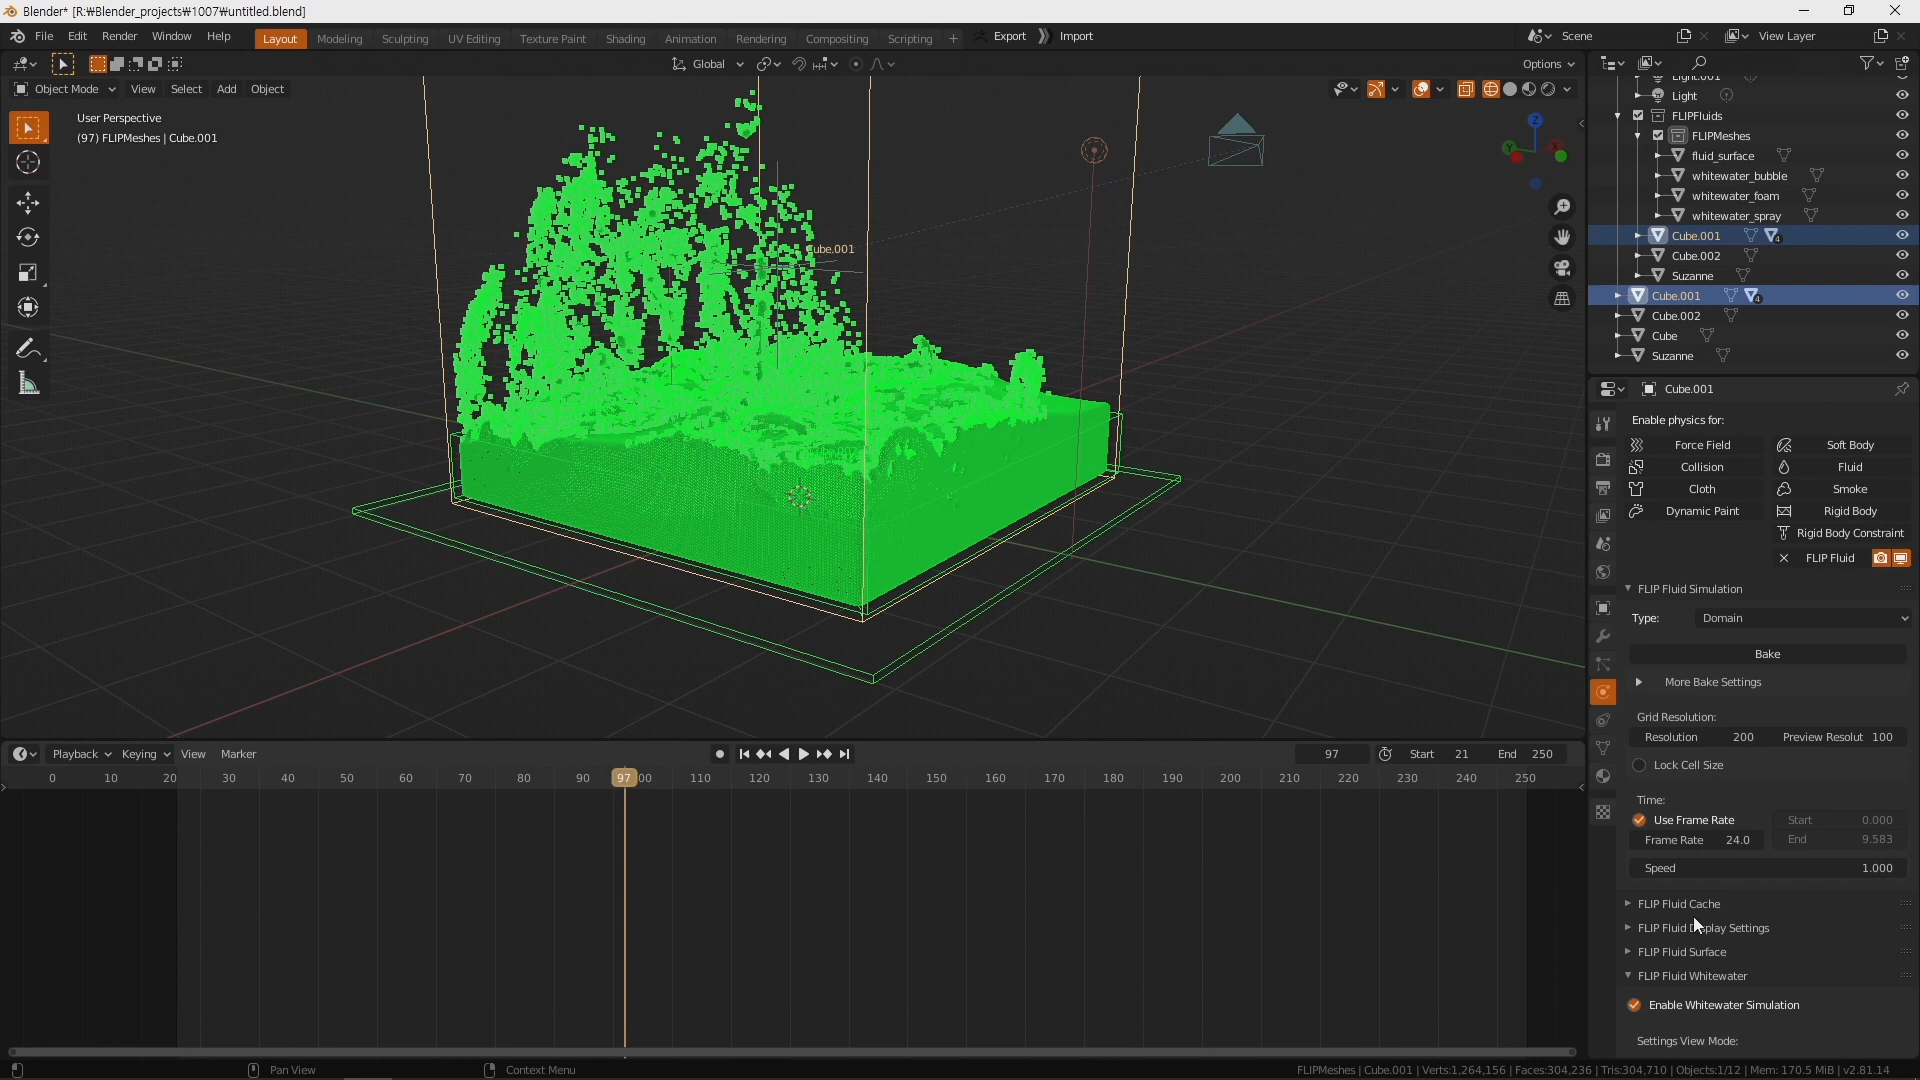 Blender* [R:₩Blender_projects₩1007₩untitled.blend]
File Edit Render Window Help Layout Modeling Sculpting UV Editing Texture Paint Shading Animation Rendering Compositing Scripting + Export Import Scene View Layer
Global Options
Object Mode View Select Add Object
User Perspective
(97) FLIPMeshes | Cube.001
Cube.001
Light.001
Light
FLIPFluids
FLIPMeshes
fluid_surface
whitewater_bubble
whitewater_foam
whitewater_spray
Cube.001 4
Cube.002
Suzanne
Cube.001 4
Cube.002
Cube
Suzanne
Z
Y
Cube.001
Enable physics for:
Force Field Soft Body
Collision Fluid
Cloth Smoke
Dynamic Paint Rigid Body
Rigid Body Constraint
FLIP Fluid
FLIP Fluid Simulation
Type: Domain
Bake
More Bake Settings
Grid Resolution:
Resolution 200 Preview Resolut 100
Lock Cell Size
Time:
Use Frame Rate Start 0.000
Frame Rate 24.0 End 9.583
Speed 1.000
FLIP Fluid Cache
FLIP Fluid Display Settings
FLIP Fluid Surface
FLIP Fluid Whitewater
Enable Whitewater Simulation
Settings View Mode:
Playback Keying View Marker 97 Start 21 End 250
0 10 20 30 40 50 60 70 80 90 97 00 110 120 130 140 150 160 170 180 190 200 210 220 230 240 250
Pan View Context Menu FLIPMeshes | Cube.001 | Verts:1,264,156 | Faces:304,236 | Tris:304,710 | Objects:1/12 | Mem: 170.5 MiB | v2.81.14